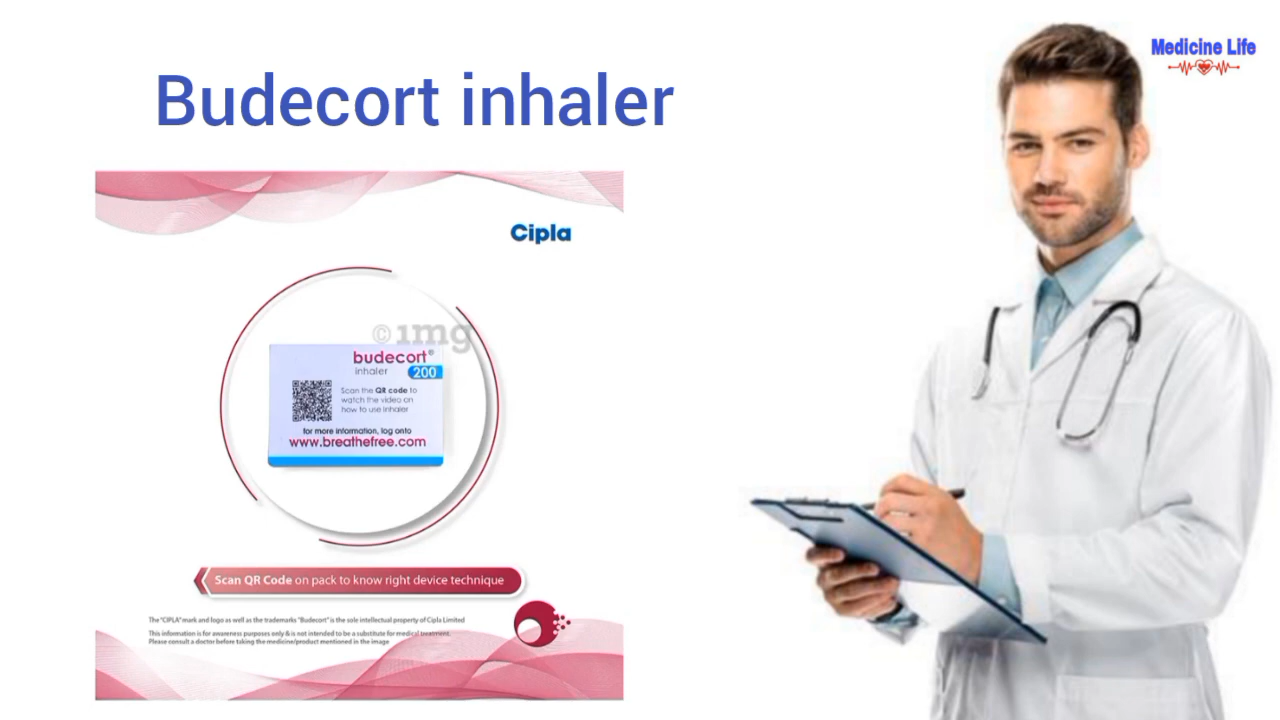 Budecort inhaler
Medicine Life
Cipla
© 1mg
budecort®
inhaler 200
Scan the QR code to
watch the video on
how to use inhaler
for more information, log onto
www.breathefree.com
Scan QR Code on pack to know right device technique
The "CIPLA" mark and logo as well as the trademarks "Budecort" is the sole intellectual property of Cipla Limited
This information is for awareness purposes only & is not intended to be a substitute for medical treatment.
Please consult a doctor before taking the medicine/product mentioned in the image